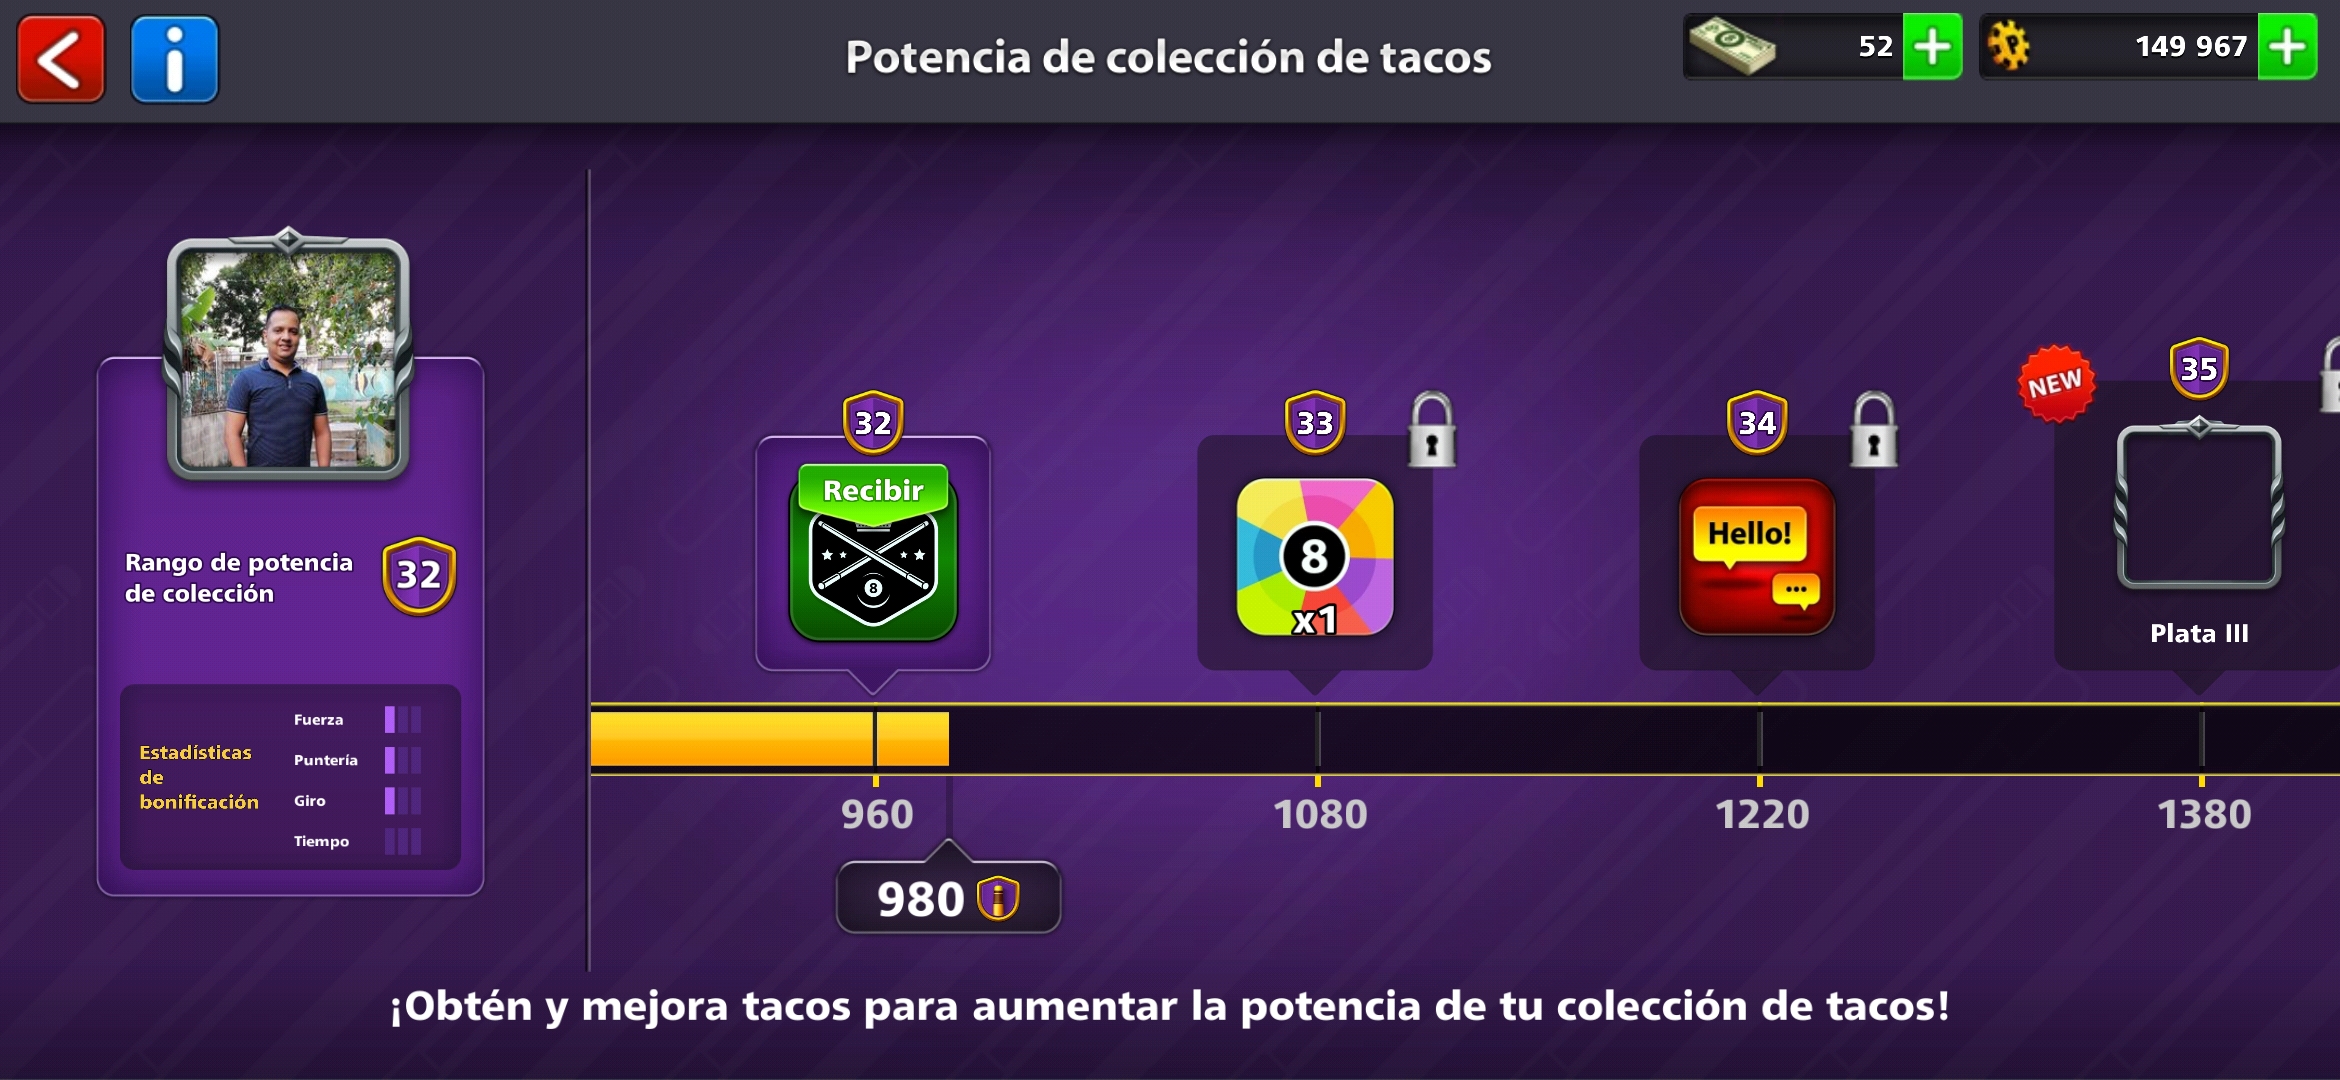 Potencia de colección de tacos
52
149 967
Rango de potencia
de colección
32
Estadísticas
de
bonificación
Fuerza
Puntería
Giro
Tiempo
32
Recibir
8
33
8
x1
34
Hello!
...
NEW
35
Plata III
960
1080
1220
1380
980
¡Obtén y mejora tacos para aumentar la potencia de tu colección de tacos!